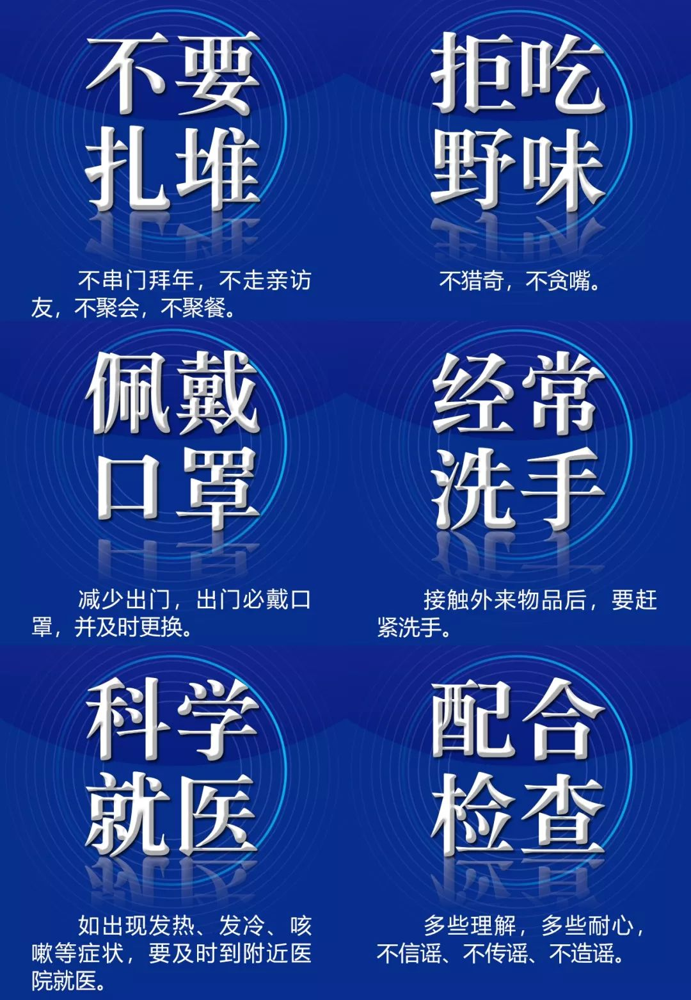 不要
扎堆
不串门拜年，不走亲访
友，不聚会，不聚餐。
拒吃
野味
不猎奇，不贪嘴。
佩戴
口罩
减少出门，出门必戴口
罩，并及时更换。
经常
洗手
接触外来物品后，要赶
紧洗手。
科学
就医
如出现发热、发冷、咳
嗽等症状，要及时到附近医
院就医。
配合
检查
多些理解，多些耐心，
不信谣、不传谣、不造谣。